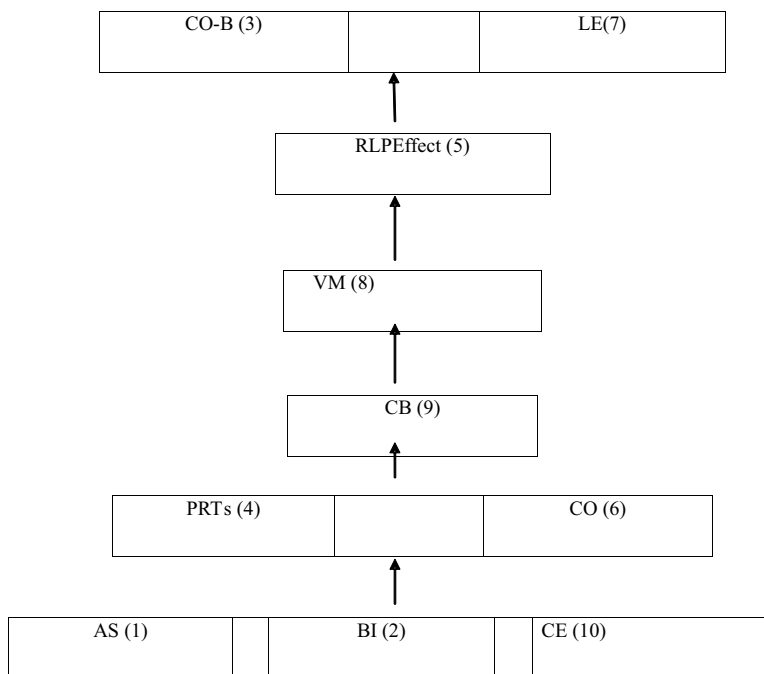 CO-B (3) LE(7)
RLPEffect (5)
VM (8)
CB (9)
PRTs (4) CO (6)
AS (1) BI (2) CE (10)